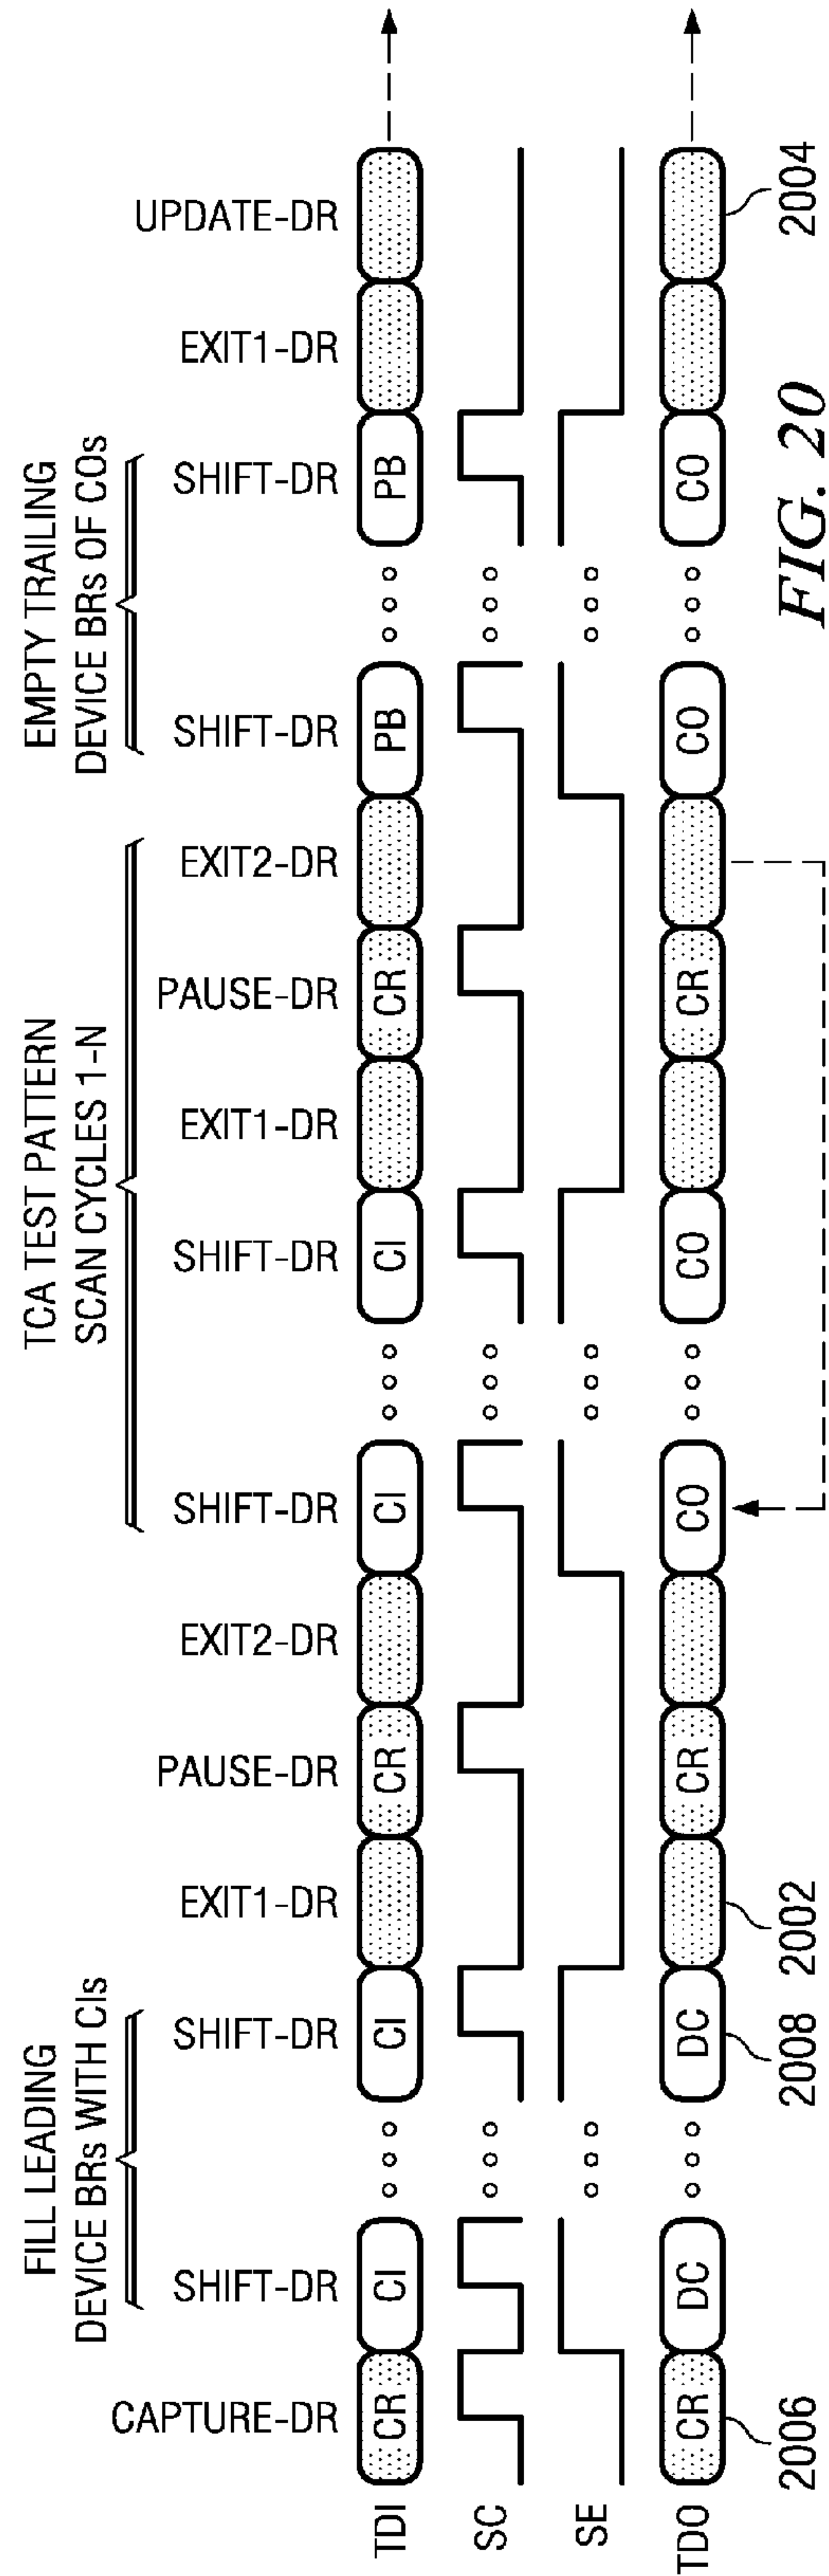 FILL LEADING
DEVICE BRs WITH CIs
TCA TEST PATTERN
SCAN CYCLES 1-N
EMPTY TRAILING
DEVICE BRs OF COs
CAPTURE-DR
SHIFT-DR
SHIFT-DR
EXIT1-DR
PAUSE-DR
EXIT2-DR
SHIFT-DR
SHIFT-DR
EXIT1-DR
PAUSE-DR
EXIT2-DR
SHIFT-DR
SHIFT-DR
EXIT1-DR
UPDATE-DR
TDI CR CI CI CR CI CI CR PB PB
SC
SE
TDO CR DC DC CR CO CO CR CO CO
2006
2008
2002
2004
FIG. 20